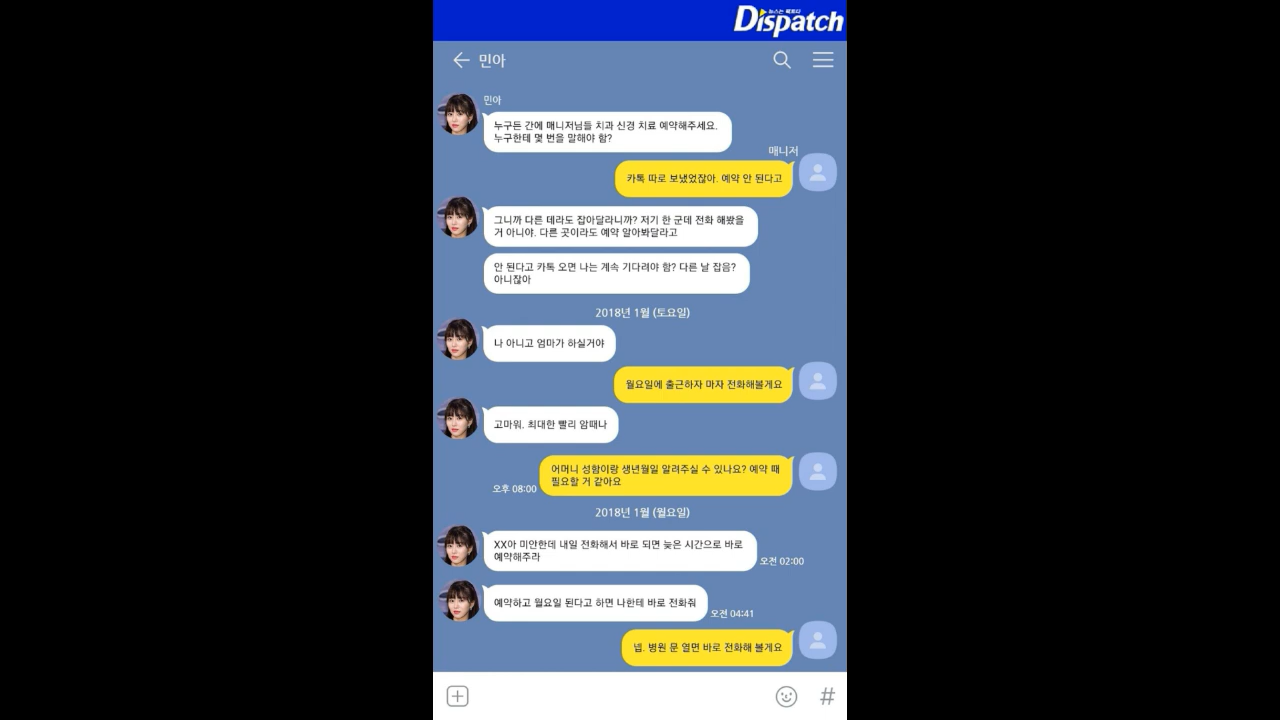 뉴스는 팩트다
Dispatch
민아
민아
누구든 간에 매니저님들 치과 신경 치료 예약해주세요.
누구한테 몇 번을 말해야 함?
매니저
카톡 따로 보냈었잖아. 예약 안 된다고
그니까 다른 데라도 잡아달라니까? 저기 한 군데 전화 해봤을
거 아니야. 다른 곳이라도 예약 알아봐달라고
안 된다고 카톡 오면 나는 계속 기다려야 함? 다른 날 잡음?
아니잖아
2018년 1월 (토요일)
나 아니고 엄마가 하실거야
월요일에 출근하자 마자 전화해볼게요
고마워. 최대한 빨리 암때나
어머니 성함이랑 생년월일 알려주실 수 있나요? 예약 때
필요할 거 같아요
오후 08:00
2018년 1월 (월요일)
XX아 미안한데 내일 전화해서 바로 되면 늦은 시간으로 바로
예약해주라
오전 02:00
예약하고 월요일 된다고 하면 나한테 바로 전화줘
오전 04:41
넵. 병원 문 열면 바로 전화해 볼게요
#